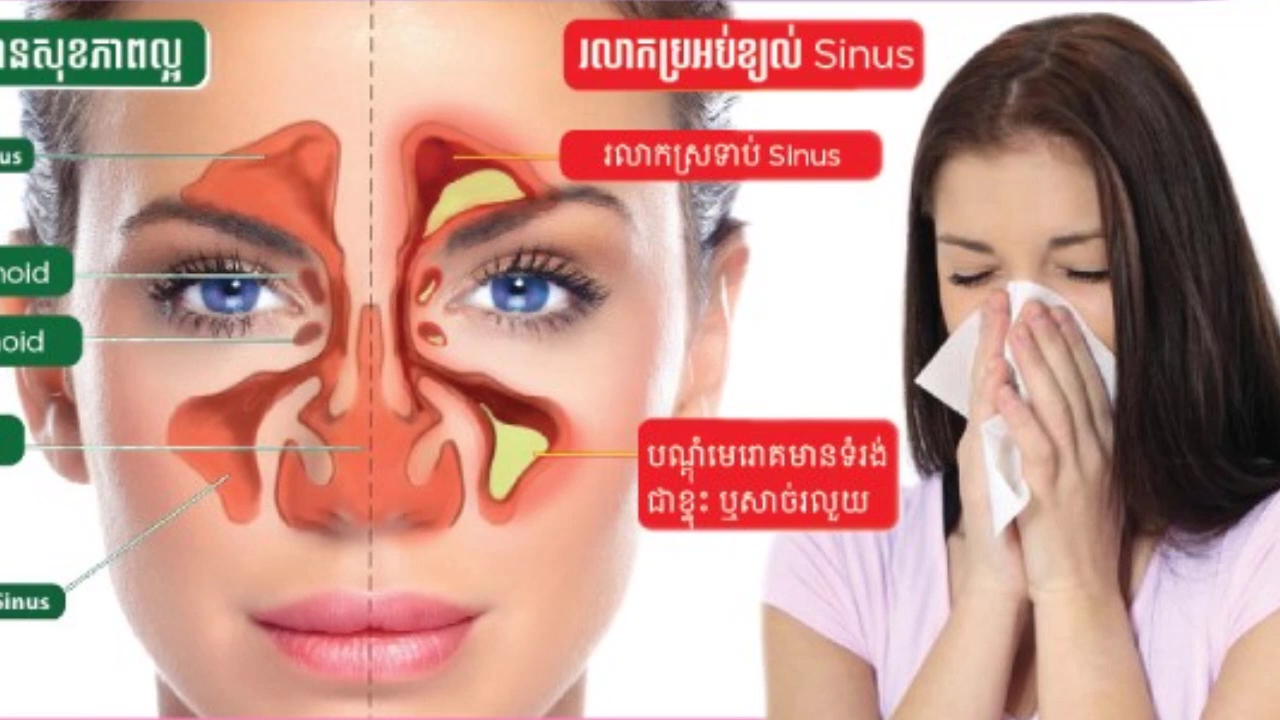 ានសុខភាពល្អ
រលាកប្រអប់ខ្យល់ Sinus
us
រលាកស្រទាប់ SInus
noid
noid
បណ្តុំមេរោគមានទំរង់
ជាខ្ទុះ ឬសាច់រលួយ
Sinus